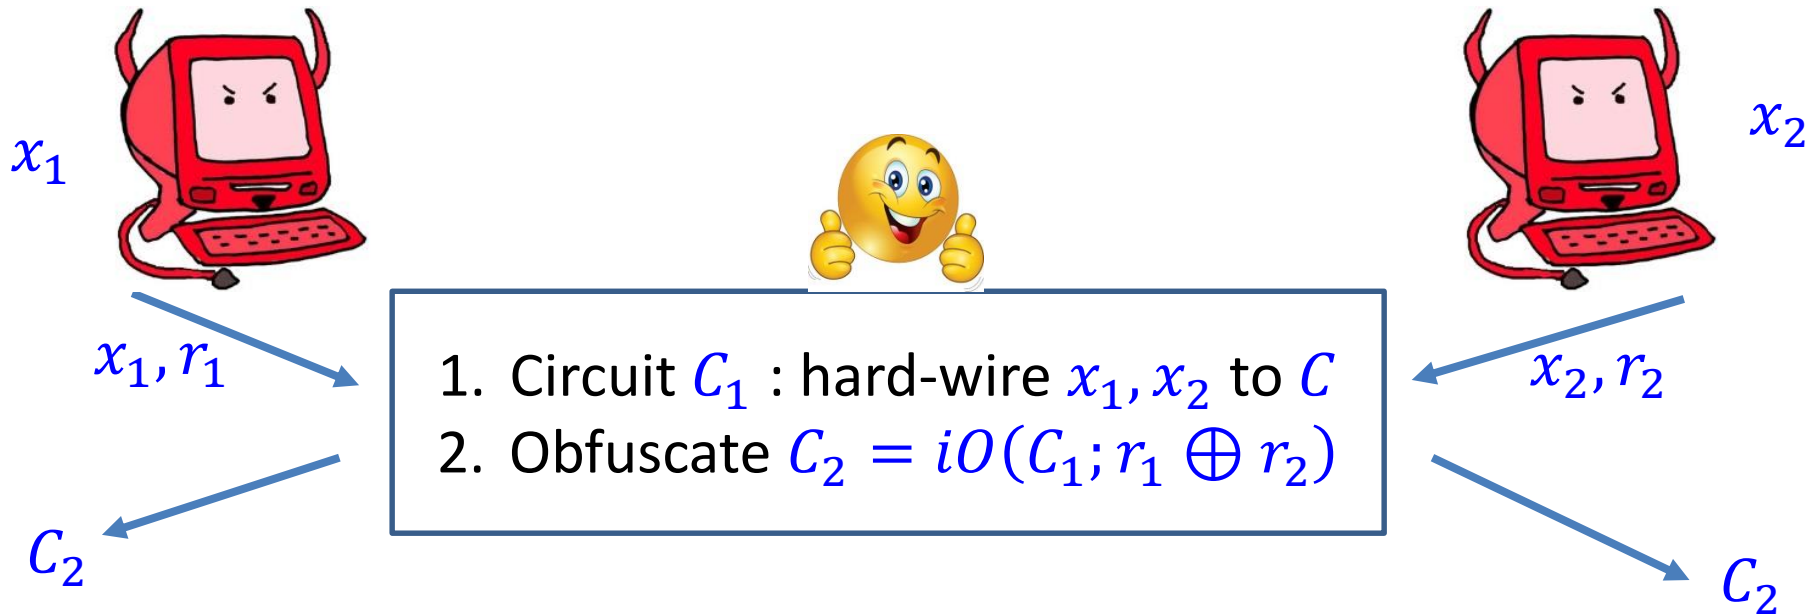 x₁
x₂
x₁, r₁
x₂, r₂
1. Circuit C₁ : hard-wire x₁, x₂ to C
2. Obfuscate C₂ = iO(C₁; r₁ ⊕ r₂)
C₂
C₂